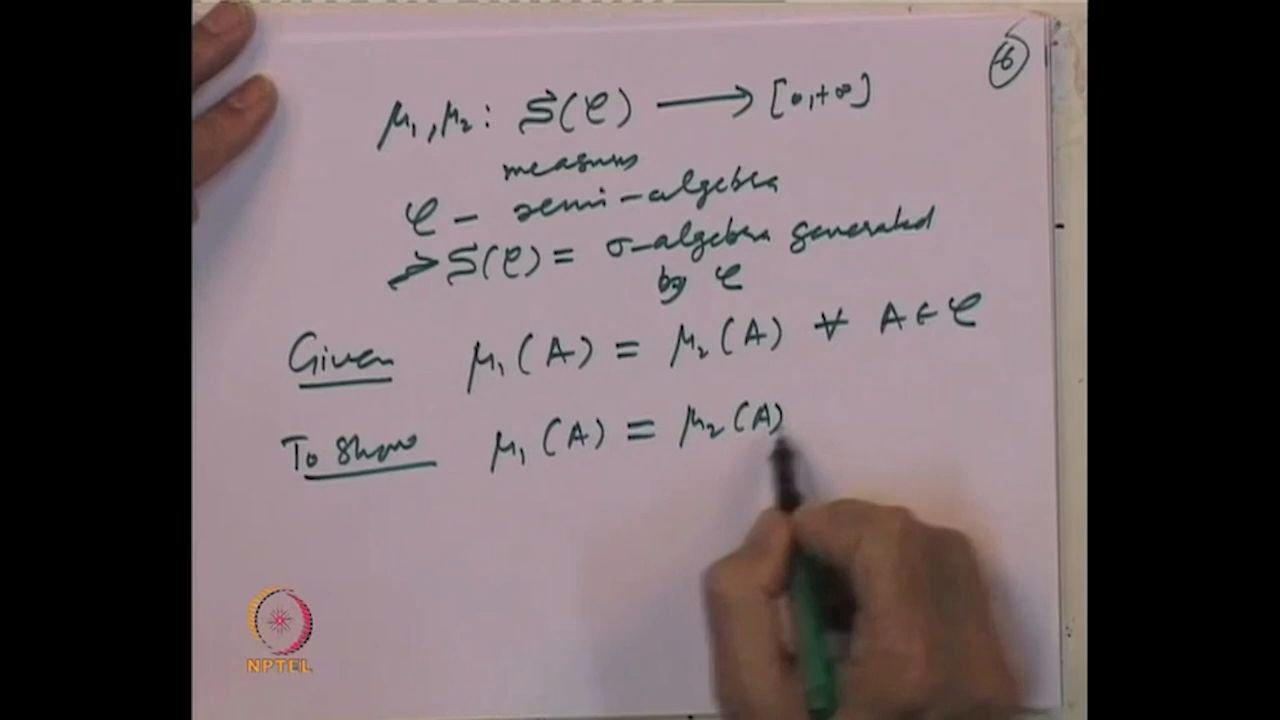 6
μ₁, μ₂ : S(𝒞) ⟶ [0, +∞]
measures
𝒞 – semi-algebra
→ S(𝒞) = σ-algebra generated
by 𝒞
Given μ₁(A) = μ₂(A) ∀ A ∈ 𝒞
To Show μ₁(A) = μ₂(A)
NPTEL